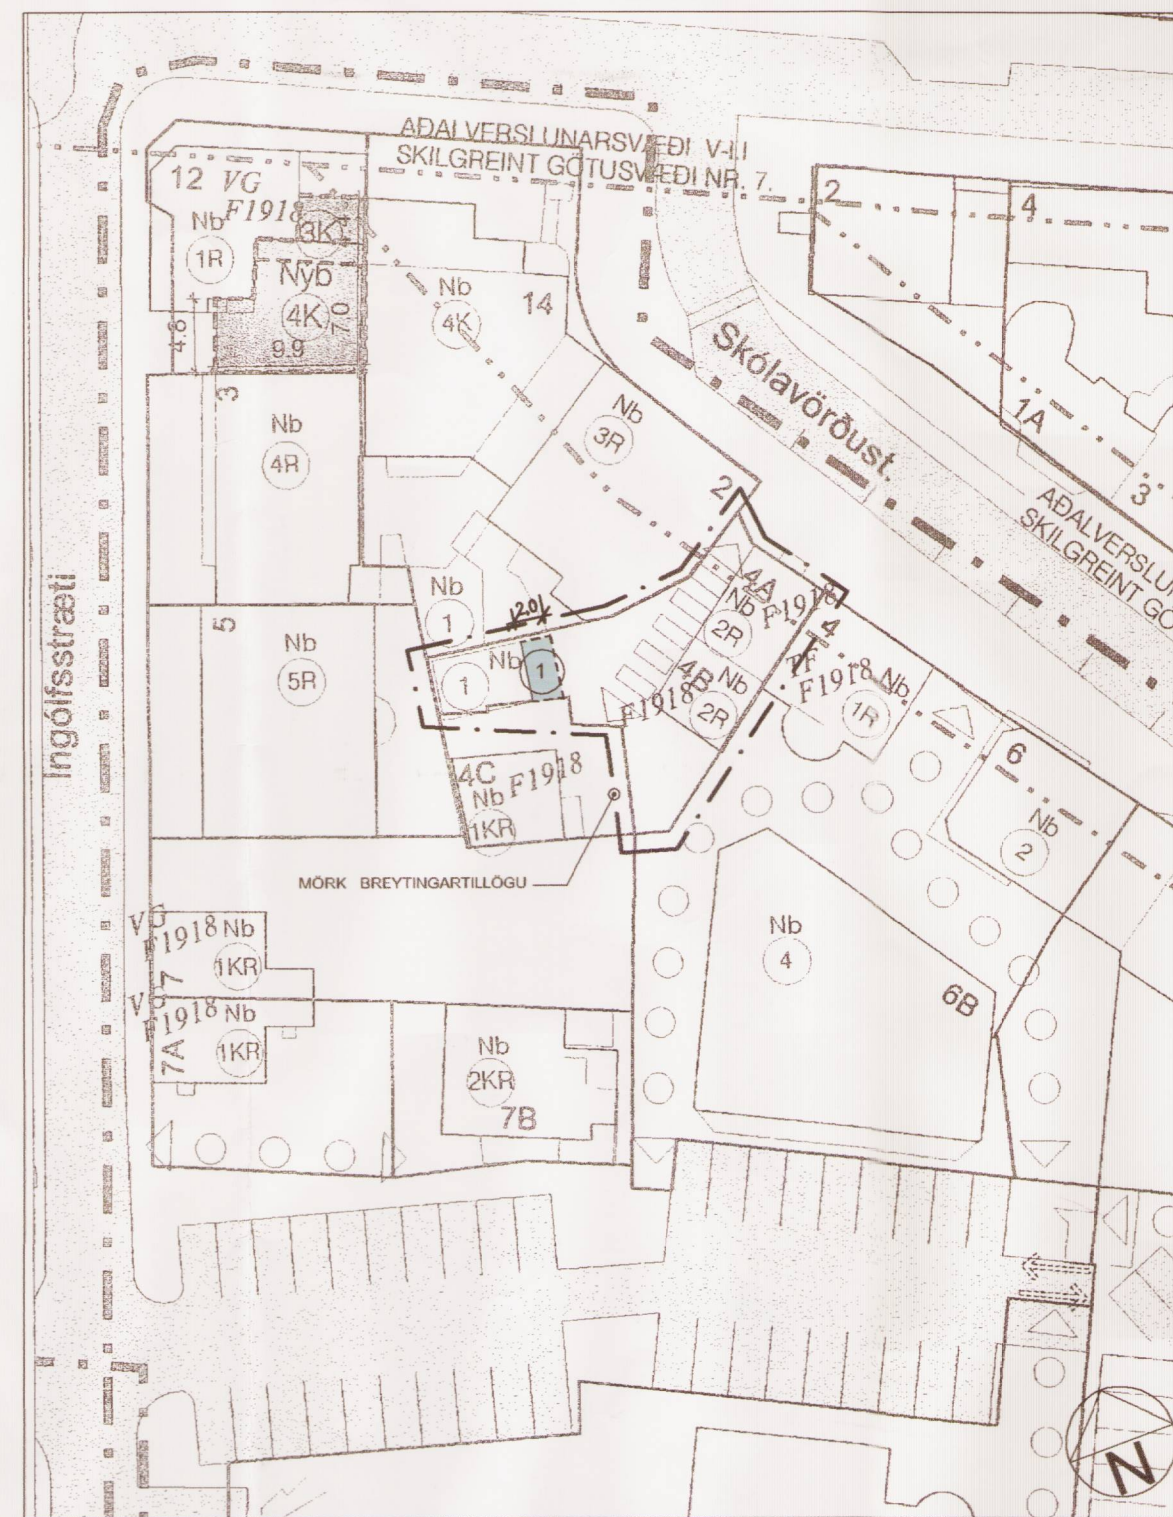 AÐALVERSLUNARSVÆÐI V-I.I
SKILGREINT GÖTUSVÆÐI NR. 7.
12 VG
F1918
Nb
1R
3K
Nýb
4K
7.0
4.6
9.9
Nb
4K
14
2
4
1A
3
Skólavörðust.
AÐALVERSLU
SKILGREINT GÖ
3
Nb
4R
Nb
3R
2
Ingólfsstræti
5
Nb
5R
Nb
1
2.0
Nb
1
1
4A
Nb F1918
2R
4B Nb
F1918
2R
4
TF
F1918 Nb
1R
6
Nb
2
4C F1918
Nb
1KR
MÖRK BREYTINGARTILLÖGU
VG
F1918 Nb
1KR
7
VG
F1918 Nb
1KR
7A
Nb
2KR
7B
Nb
4
6B
N